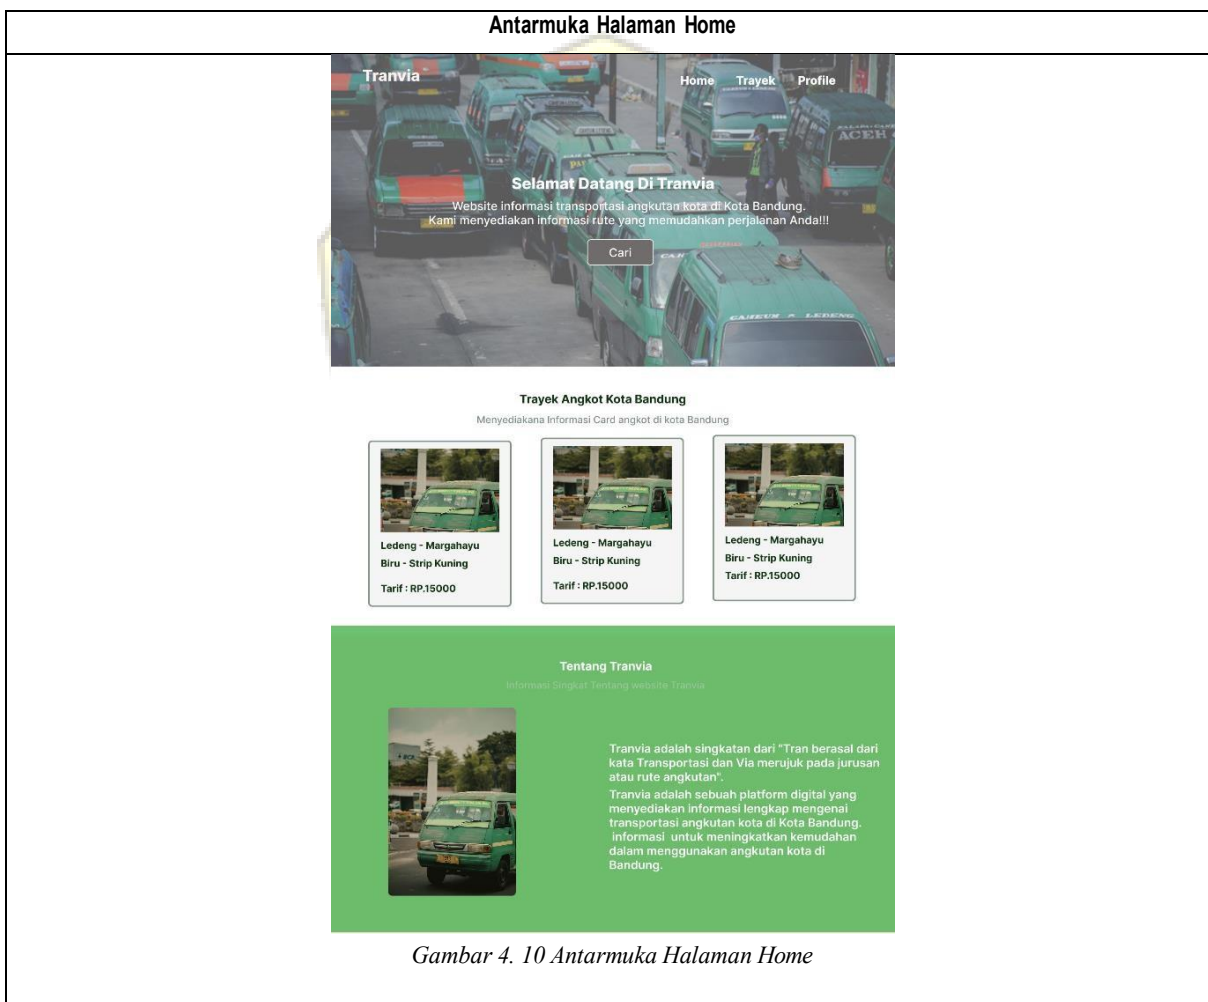 Antarmuka Halaman Home
Tranvia
Home Trayek Profile
ACEH
Selamat Datang Di Tranvia
Website informasi transportasi angkutan kota di Kota Bandung.
Kami menyediakan informasi rute yang memudahkan perjalanan Anda!!!
Cari
CAHEUM - LEDENG
Trayek Angkot Kota Bandung
Menyediakana Informasi Card angkot di kota Bandung
Ledeng - Margahayu
Biru - Strip Kuning
Tarif : RP.15000
Ledeng - Margahayu
Biru - Strip Kuning
Tarif : RP.15000
Ledeng - Margahayu
Biru - Strip Kuning
Tarif : RP.15000
Tentang Tranvia
Informasi Singkat Tentang website Tranvia
Tranvia adalah singkatan dari "Tran berasal dari
kata Transportasi dan Via merujuk pada jurusan
atau rute angkutan".
Tranvia adalah sebuah platform digital yang
menyediakan informasi lengkap mengenai
transportasi angkutan kota di Kota Bandung.
informasi untuk meningkatkan kemudahan
dalam menggunakan angkutan kota di
Bandung.
Gambar 4. 10 Antarmuka Halaman Home